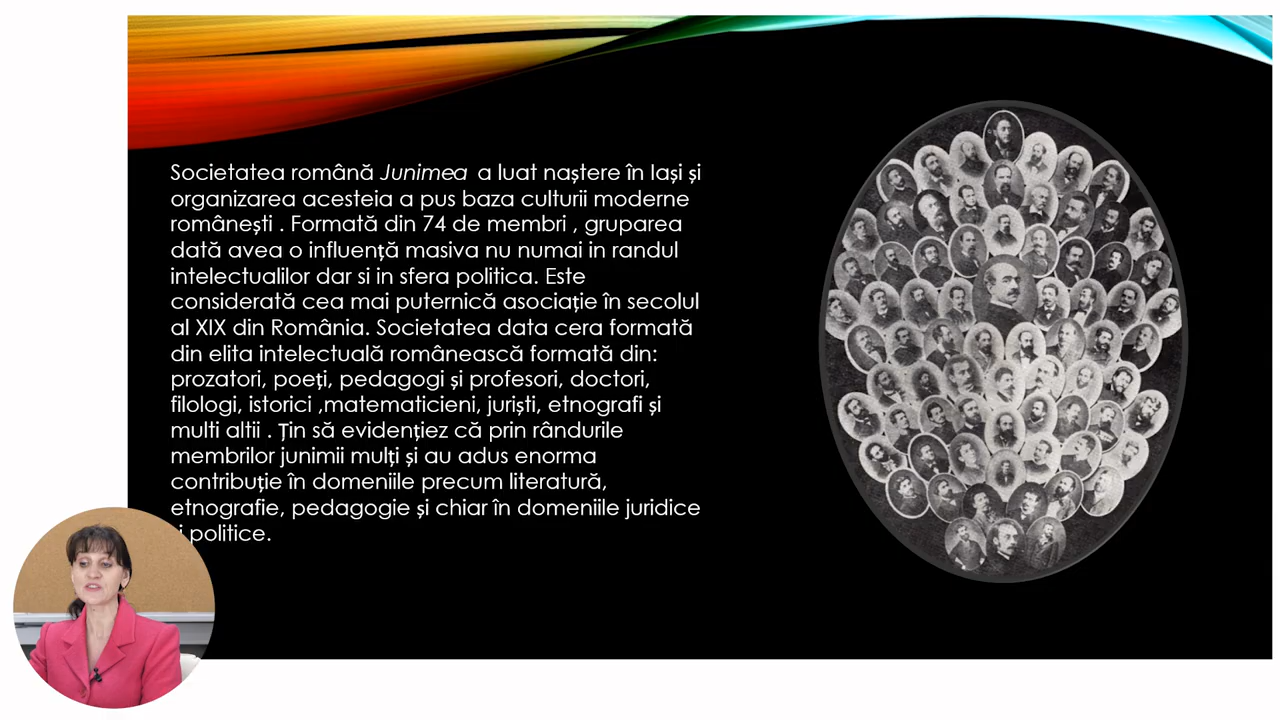 Societatea română Junimea a luat naștere în Iași și
organizarea acesteia a pus baza culturii moderne
românești . Formată din 74 de membri , gruparea
dată avea o influență masiva nu numai in randul
intelectualilor dar si in sfera politica. Este
considerată cea mai puternică asociație în secolul
al XIX din România. Societatea data cera formată
din elita intelectuală românească formată din:
prozatori, poeți, pedagogi și profesori, doctori,
filologi, istorici ,matematicieni, juriști, etnografi și
multi altii . Țin să evidențiez că prin rândurile
membrilor junimii mulți și au adus enorma
contribuție în domeniile precum literatură,
etnografie, pedagogie și chiar în domeniile juridice
politice.